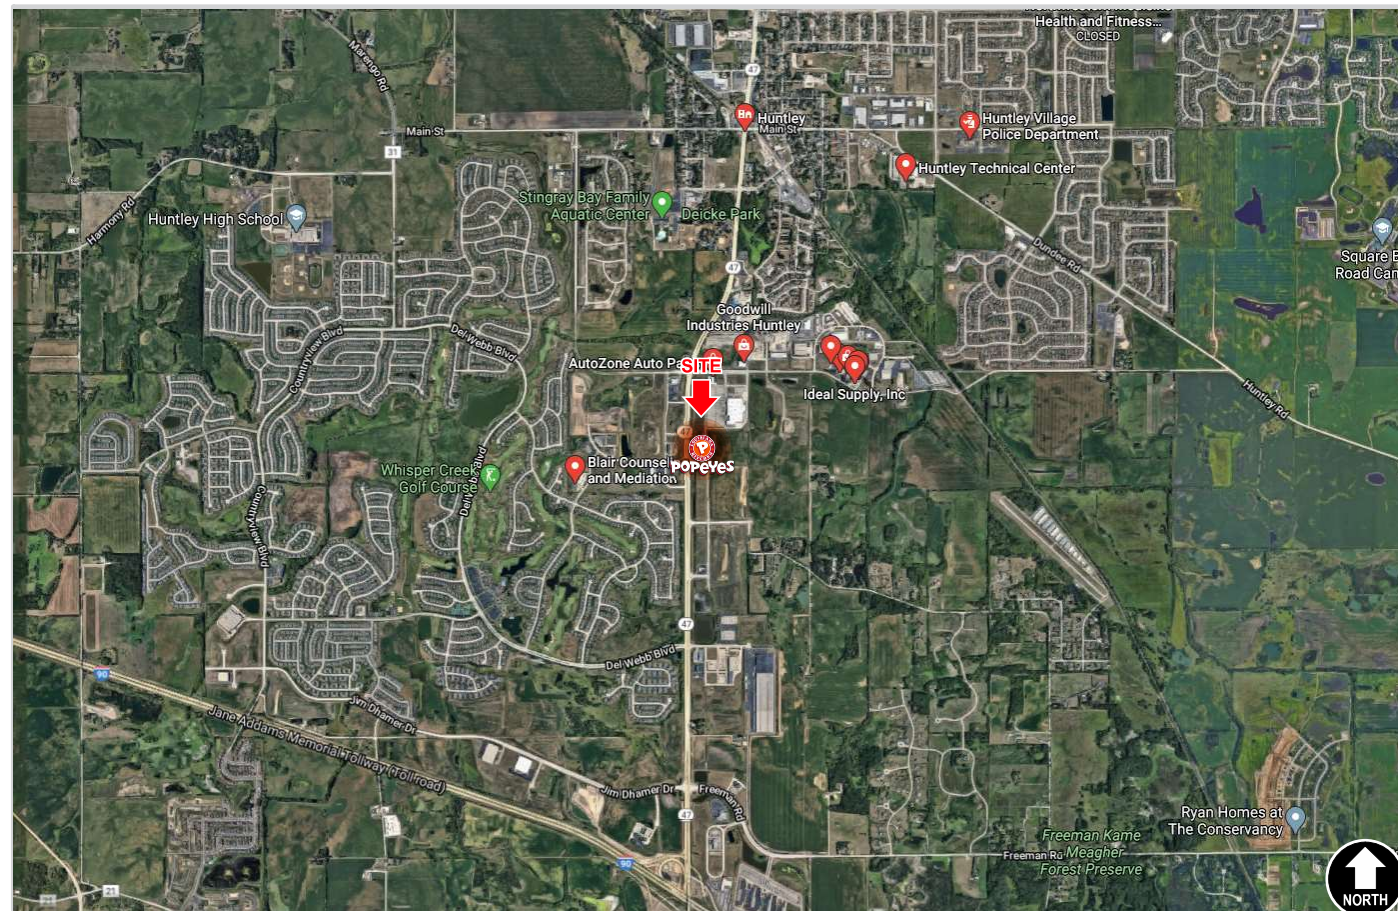 Health and Fitness...
CLOSED
Marengo Rd
47
Huntley
Main St
Main St
Huntley Village
Police Department
31
Huntley Technical Center
Harmony Rd
Huntley High School
Stingray Bay Family
Aquatic Center
Deicke Park
Dundee Rd
Square B
Road Cam
47
Goodwill
Industries Huntley
Countryview Blvd
Del Webb Blvd
AutoZone Auto Pa
SITE
Ideal Supply, Inc
Huntley Rd
47
LOUISIANA
KITCHEN
P
POPEYES
Blair Counsel
and Mediation
Whisper Creek
Golf Course
Del Webb Blvd
Countryview Blvd
47
Del Webb Blvd
90
Jim Dhamer Dr
Jane Addams Memorial Tollway (Toll road)
Jim Dhamer Dr
Freeman Rd
47
Ryan Homes at
The Conservancy
Freeman Kame
Meagher
Forest Preserve
Freeman Rd
90
21
NORTH